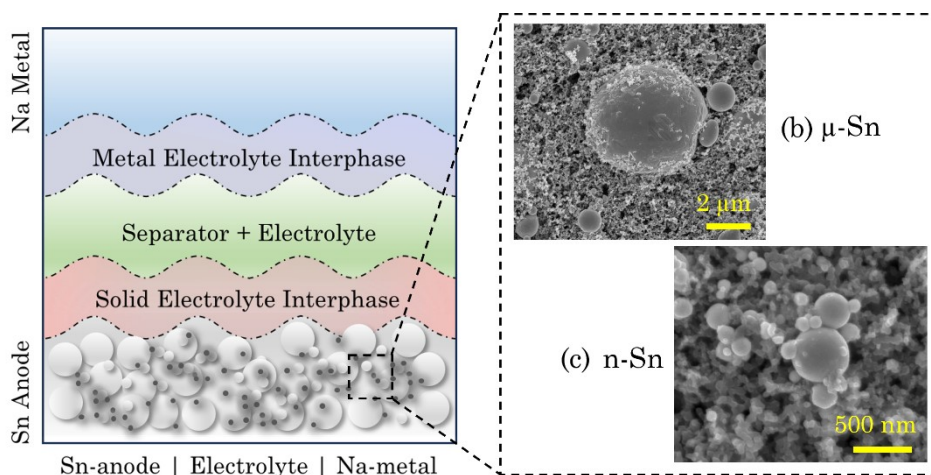 Na Metal
Metal Electrolyte Interphase
Separator + Electrolyte
Solid Electrolyte Interphase
Sn Anode
Sn-anode | Electrolyte | Na-metal
2 μm
(b) μ-Sn
(c) n-Sn
500 nm